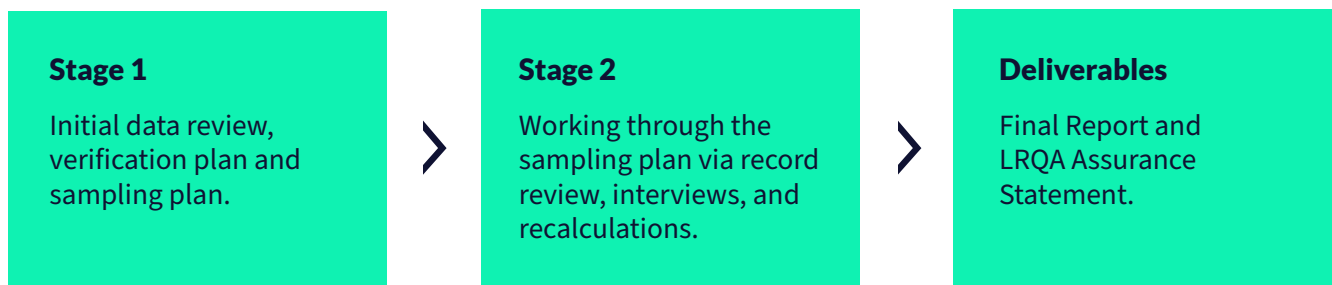 Stage 1
Initial data review,
verification plan and
sampling plan.
Stage 2
Working through the
sampling plan via record
review, interviews, and
recalculations.
Deliverables
Final Report and
LRQA Assurance
Statement.